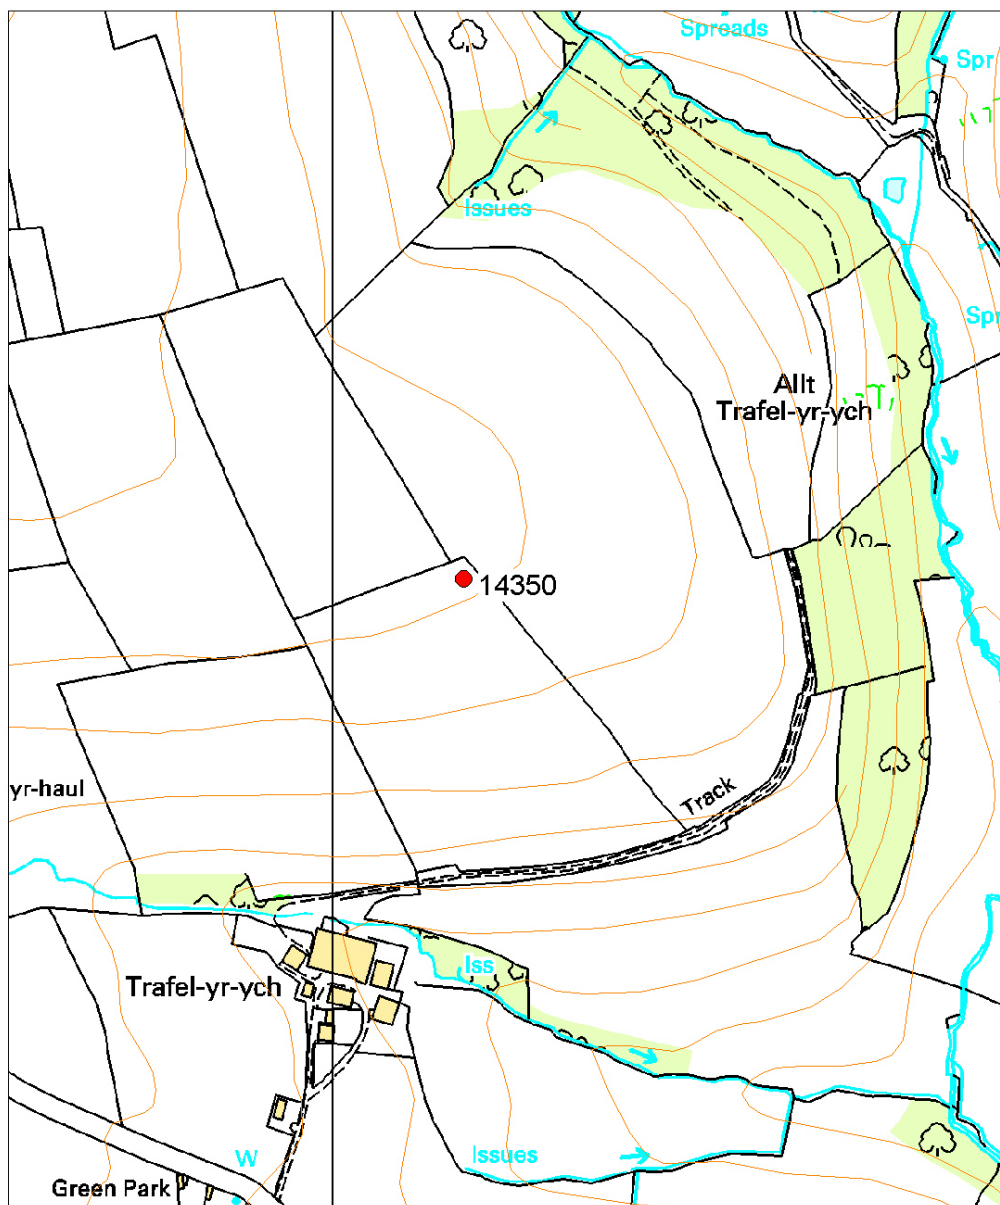 Spreads
Spr
Issues
Spr
Allt
Trafel-yr-ych
14350
yr-haul
Track
Iss
Trafel-yr-ych
Issues
W
Green Park